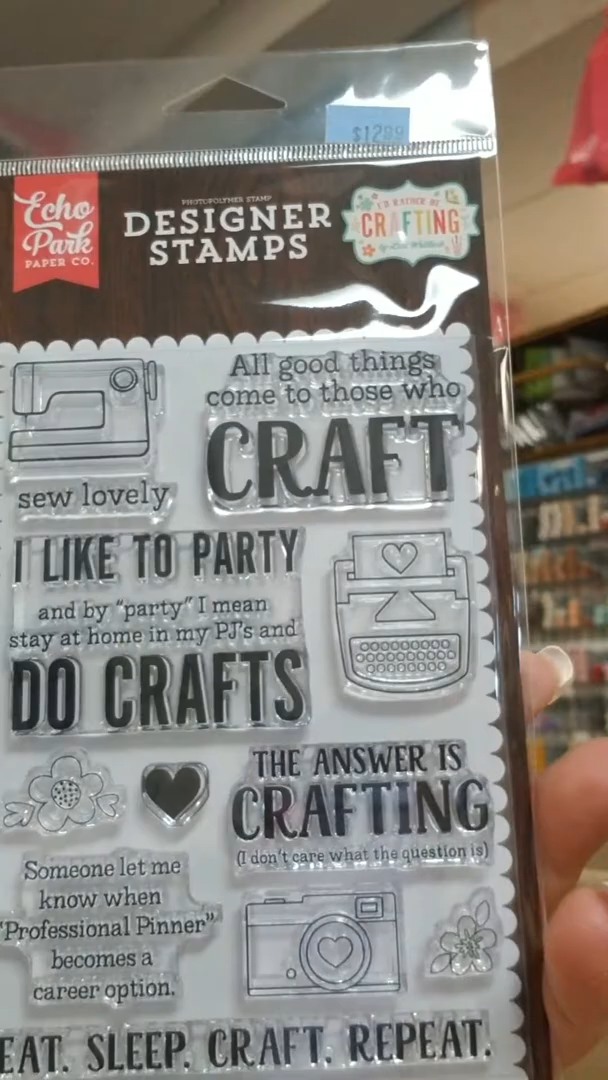 $12.99
Echo
Park
PAPER CO.
PHOTOPOLYMER STAMP
DESIGNER
STAMPS
I'D RATHER BE
CRAFTING
sew lovely
All good things
come to those who
CRAFT
I LIKE TO PARTY
and by "party" I mean
stay at home in my PJ's and
DO CRAFTS
THE ANSWER IS
CRAFTING
(I don't care what the question is)
Someone let me
know when
"Professional Pinner"
becomes a
career option.
EAT. SLEEP. CRAFT. REPEAT.